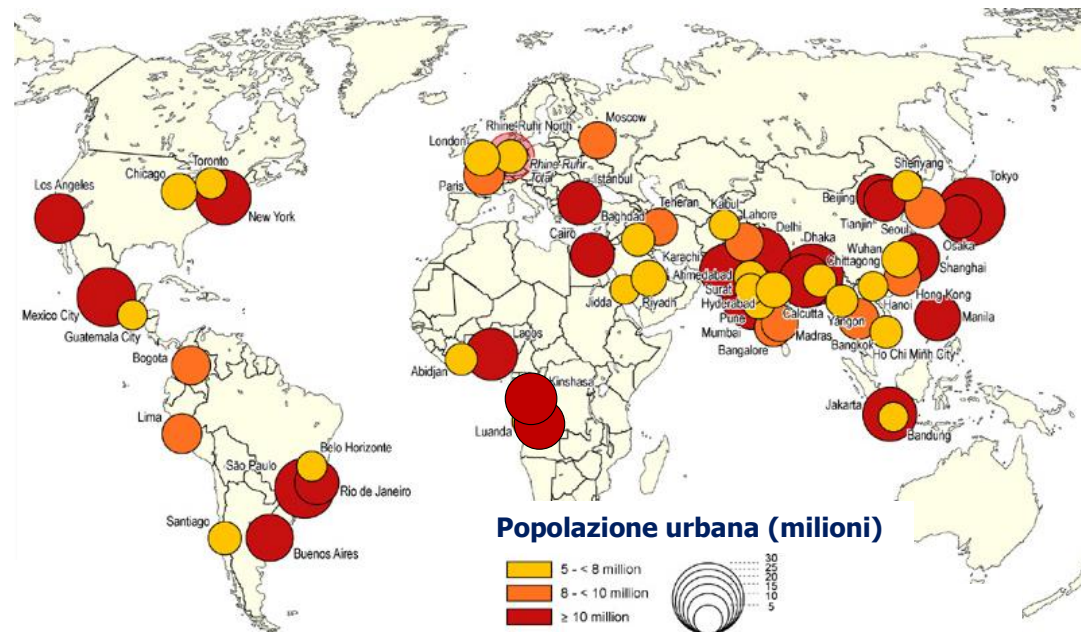 Moscow
Rhine-Ruhr North
London
Rhine-Ruhr
Total
Paris
Istanbul
Toronto
Chicago
Los Angeles
New York
Shenyang
Tokyo
Beijing
Tianjin
Seoul
Osaka
Teheran
Kabul
Lahore
Baghdad
Delhi
Dhaka
Cairo
Karachi
Wuhan
Chittagong
Shanghai
Ahmedabad
Surat
Jidda
Riyadh
Hyderabad
Pune
Mumbai
Calcutta
Yangon
Hanoi
Hong Kong
Manila
Madras
Bangkok
Bangalore
Ho Chi Minh City
Mexico City
Guatemala City
Bogota
Lagos
Abidjan
Kinshasa
Luanda
Lima
Jakarta
Bandung
Belo Horizonte
São Paulo
Rio de Janeiro
Santiago
Buenos Aires
Popolazione urbana (milioni)
5 - < 8 million
8 - < 10 million
≥ 10 million
30
25
20
15
10
5